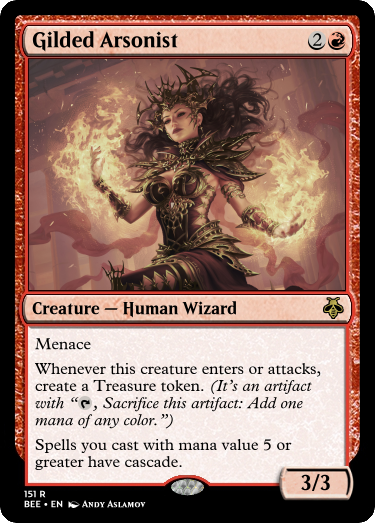 Gilded Arsonist 2
Creature — Human Wizard
Menace
Whenever this creature enters or attacks,
create a Treasure token. (It's an artifact
with “, Sacrifice this artifact: Add one
mana of any color.”)
Spells you cast with mana value 5 or
greater have cascade.
3/3
151 R
BEE • EN Andy Aslamov